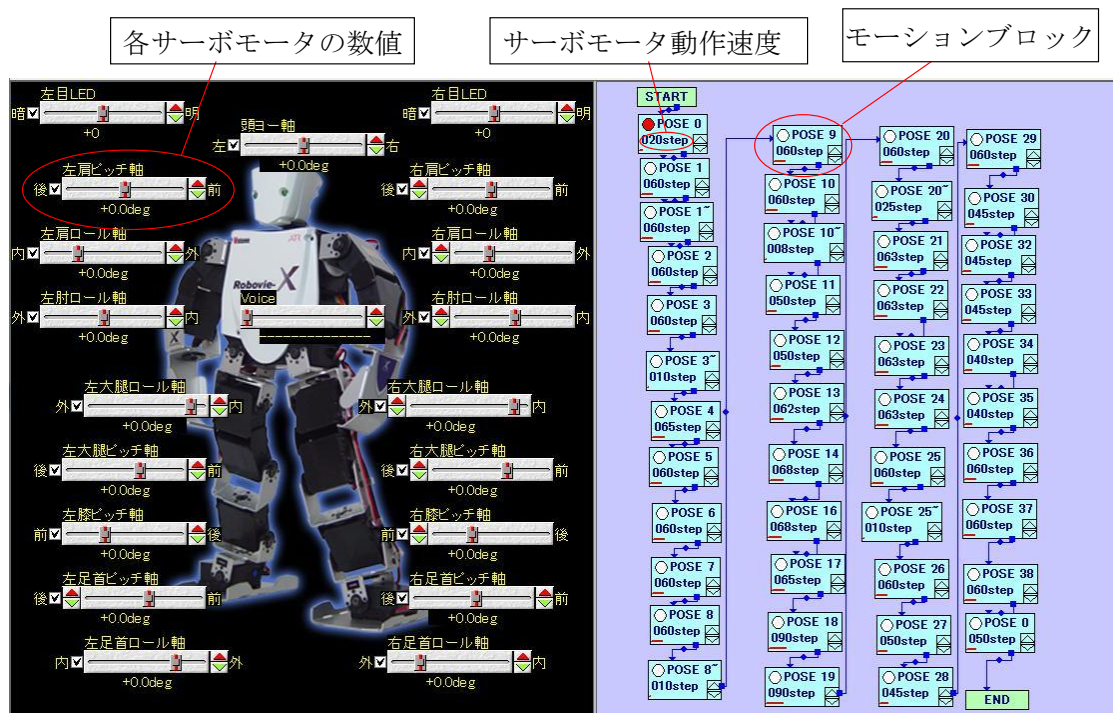 各サーボモータの数値
サーボモータ動作速度
モーションブロック
左目LED
暗 明
+0
右目LED
暗 明
+0
頭ヨー軸
左 右
+0.0deg
左肩ピッチ軸
後 前
+0.0deg
右肩ピッチ軸
後 前
+0.0deg
左肩ロール軸
内 外
+0.0deg
右肩ロール軸
内 外
+0.0deg
Robovie-X
Voice
左肘ロール軸
外 内
+0.0deg
右肘ロール軸
外 内
+0.0deg
左大腿ロール軸
外 内
+0.0deg
右大腿ロール軸
外 内
+0.0deg
左大腿ピッチ軸
後 前
+0.0deg
右大腿ピッチ軸
後 前
+0.0deg
左膝ピッチ軸
前 後
+0.0deg
右膝ピッチ軸
前 後
+0.0deg
左足首ピッチ軸
後 前
+0.0deg
右足首ピッチ軸
後 前
+0.0deg
左足首ロール軸
内 外
+0.0deg
右足首ロール軸
外 内
+0.0deg
START
POSE 0
020step
POSE 1
060step
POSE 1~
060step
POSE 2
060step
POSE 3
060step
POSE 3~
010step
POSE 4
065step
POSE 5
060step
POSE 6
060step
POSE 7
060step
POSE 8
060step
POSE 8~
010step
POSE 9
060step
POSE 10
060step
POSE 10~
008step
POSE 11
050step
POSE 12
050step
POSE 13
062step
POSE 14
068step
POSE 16
068step
POSE 17
065step
POSE 18
090step
POSE 19
090step
POSE 20
060step
POSE 20~
025step
POSE 21
063step
POSE 22
063step
POSE 23
063step
POSE 24
063step
POSE 25
060step
POSE 25~
010step
POSE 26
060step
POSE 27
050step
POSE 28
045step
POSE 29
060step
POSE 30
045step
POSE 32
045step
POSE 33
045step
POSE 34
040step
POSE 35
040step
POSE 36
060step
POSE 37
060step
POSE 38
060step
POSE 0
050step
END